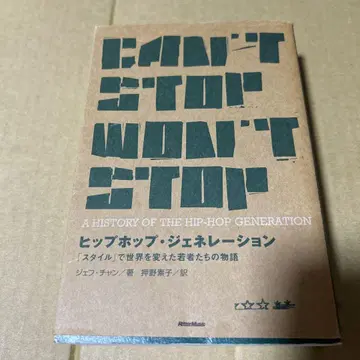 CAN'T
STOP
WON'T
STOP
A HISTORY OF THE HIP-HOP GENERATION
ヒップホップ・ジェネレーション
「スタイル」で世界を変えた若者たちの物語
ジェフ・チャン/著 押野素子/訳
Rittor Music